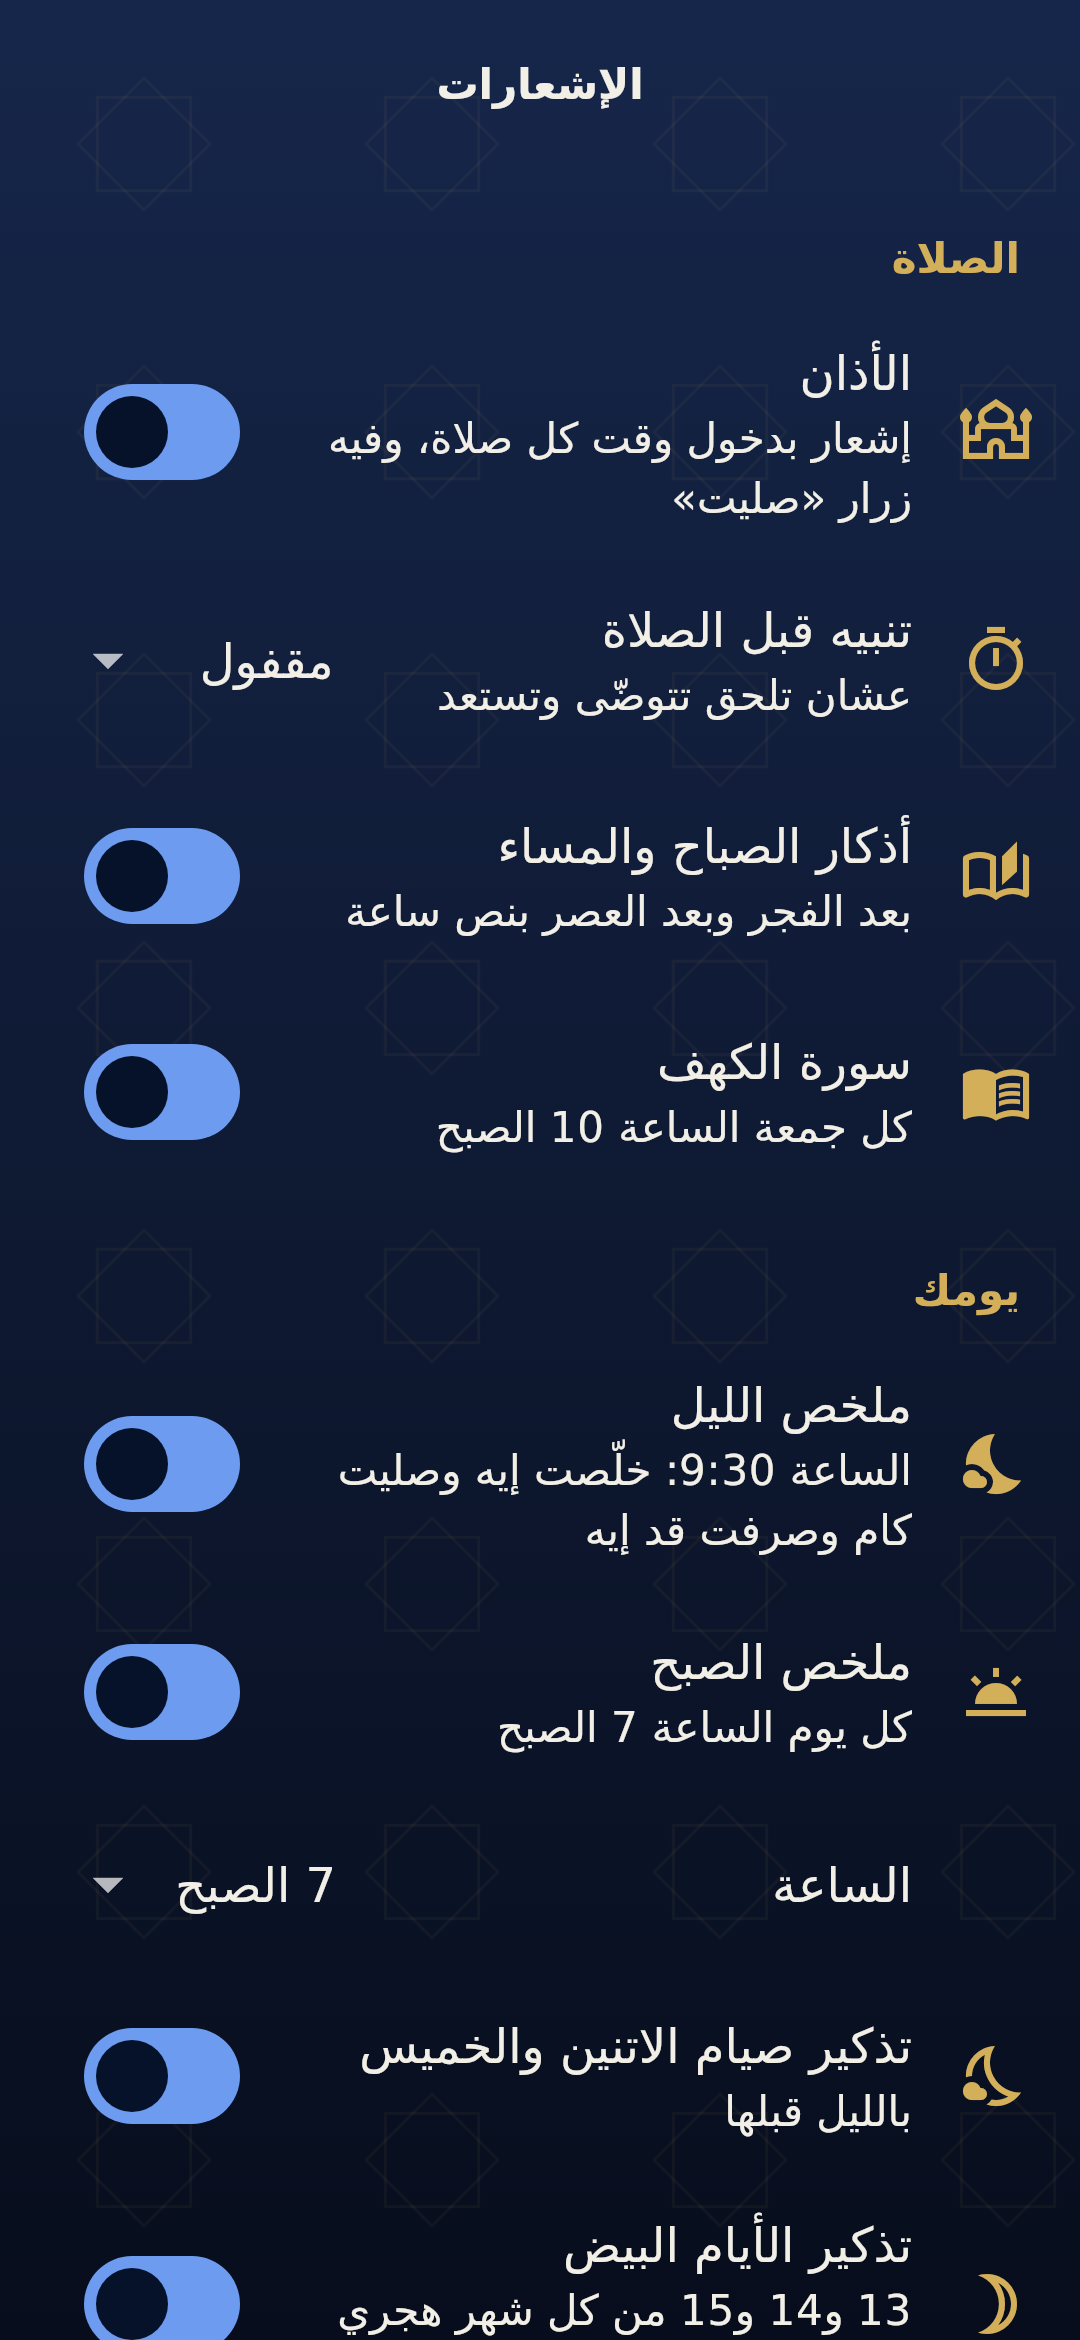 الإشعارات
الصلاة
الأذان
إشعار بدخول وقت كل صلاة، وفيه
زرار «صليت»
تنبيه قبل الصلاة
عشان تلحق تتوضّى وتستعد
مقفول
أذكار الصباح والمساء
بعد الفجر وبعد العصر بنص ساعة
سورة الكهف
كل جمعة الساعة 10 الصبح
يومك
ملخص الليل
الساعة 9:30: خلّصت إيه وصليت
كام وصرفت قد إيه
ملخص الصبح
كل يوم الساعة 7 الصبح
الساعة
7 الصبح
تذكير صيام الاتنين والخميس
بالليل قبلها
تذكير الأيام البيض
13 و14 و15 من كل شهر هجري